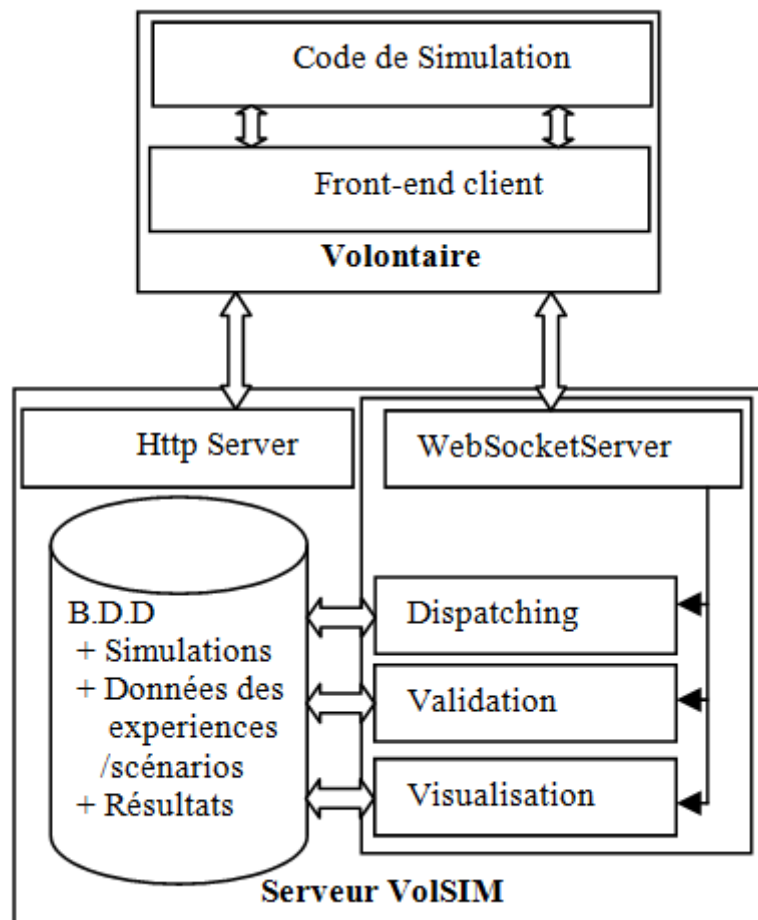 Code de Simulation
Front-end client
Volontaire
Http Server
WebSocketServer
B.D.D
+ Simulations
+ Données des
experiences
/scénarios
+ Résultats
Dispatching
Validation
Visualisation
Serveur VolSIM